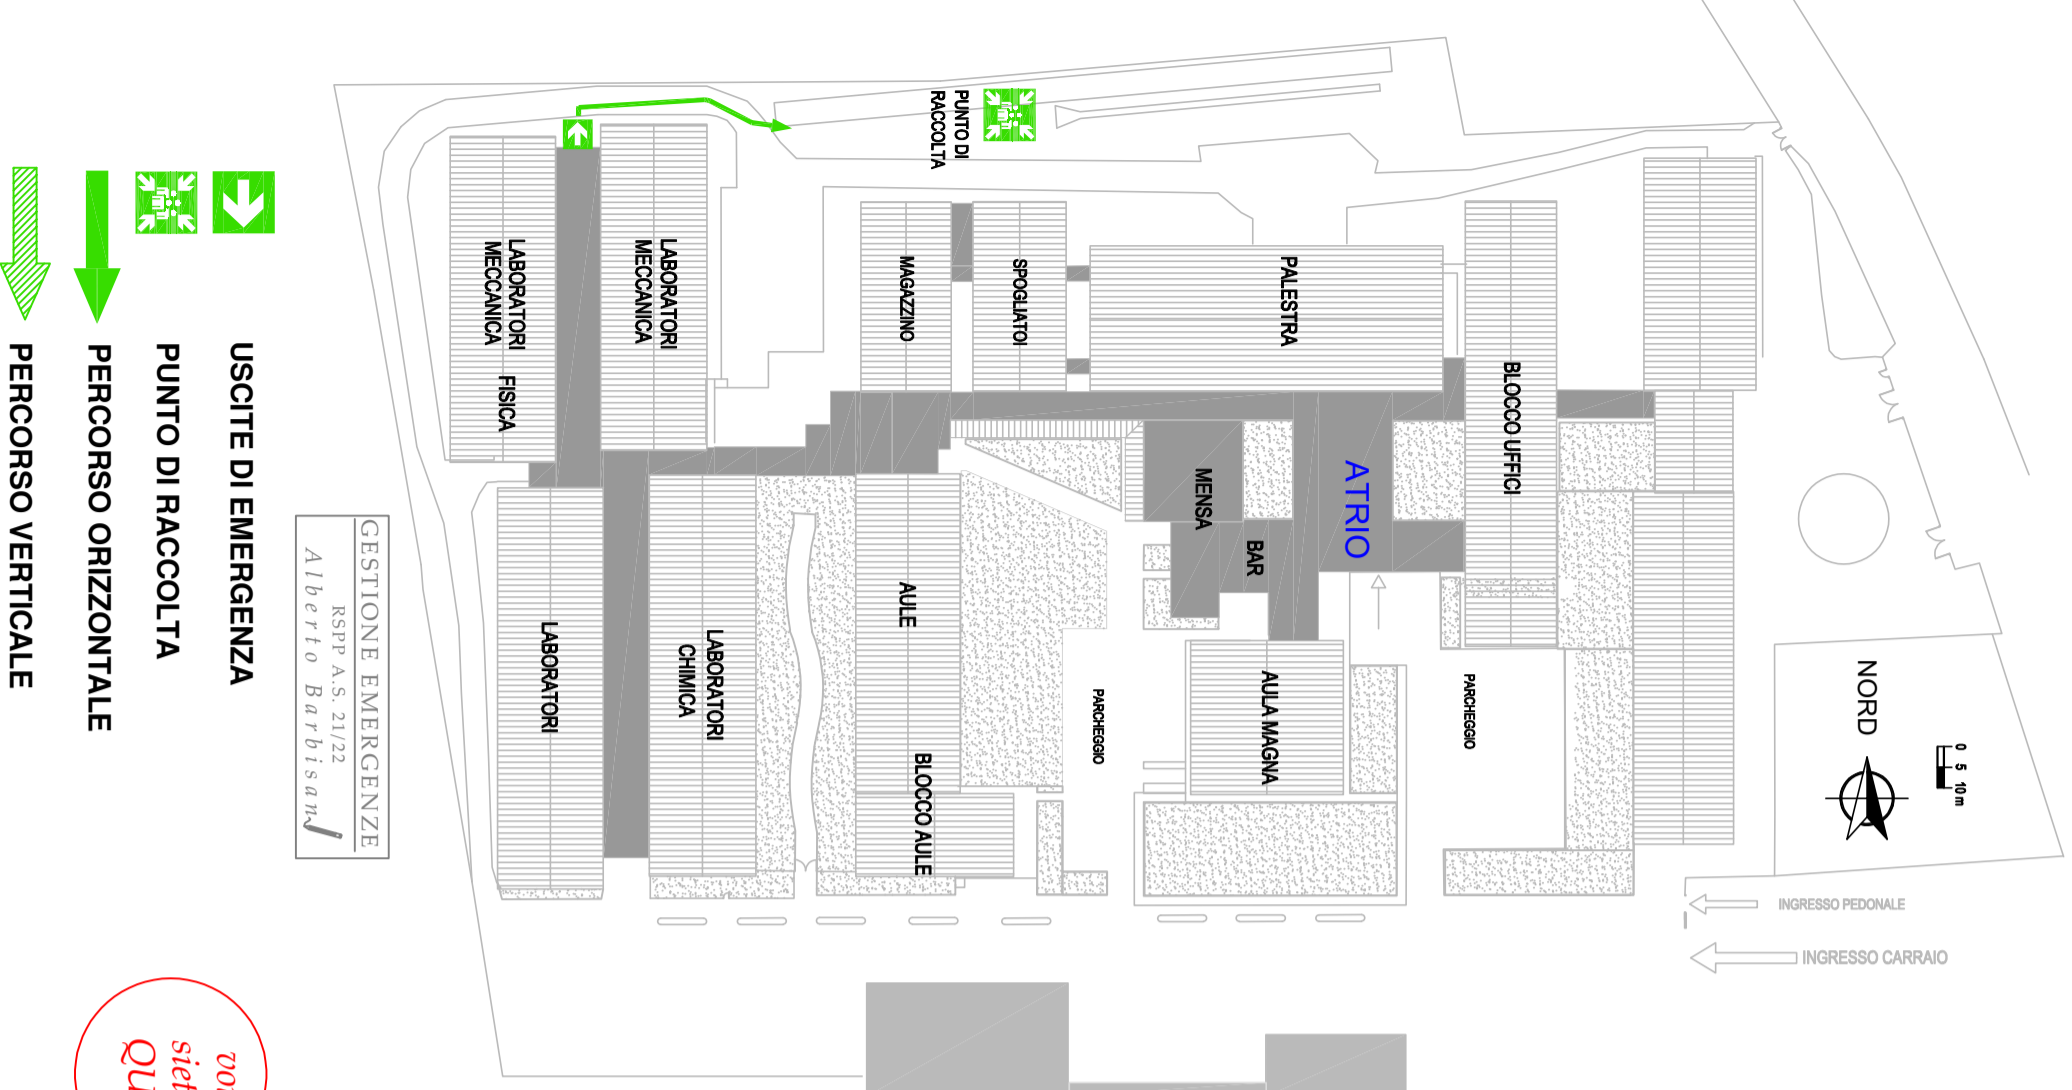 PUNTO DI
RACCOLTA
LABORATORI
MECCANICA
FISICA
LABORATORI
MECCANICA
MAGAZZINO
SPOGLIATOI
PALESTRA
BLOCCO UFFICI
MENSA
BAR
ATRIO
LABORATORI
LABORATORI
CHIMICA
AULE
BLOCCO AULE
PARCHEGGIO
AULA MAGNA
PARCHEGGIO
NORD
0 5 10 m
INGRESSO PEDONALE
INGRESSO CARRAIO
USCITE DI EMERGENZA
PUNTO DI RACCOLTA
PERCORSO ORIZZONTALE
PERCORSO VERTICALE
GESTIONE EMERGENZE
RSPP A.S. 21/22
Alberto Barbisan